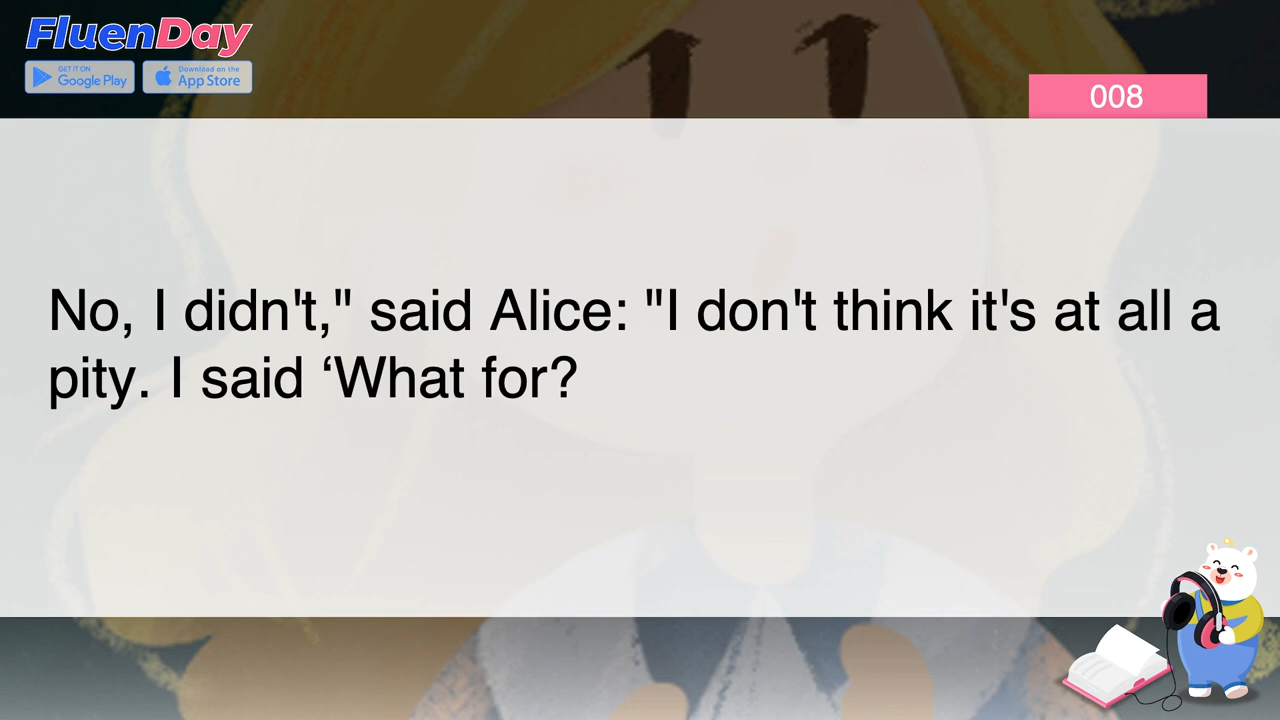 FluenDay
GET IT ON
Google Play
Download on the
App Store
008
No, I didn't," said Alice: "I don't think it's at all a
pity. I said ‘What for?